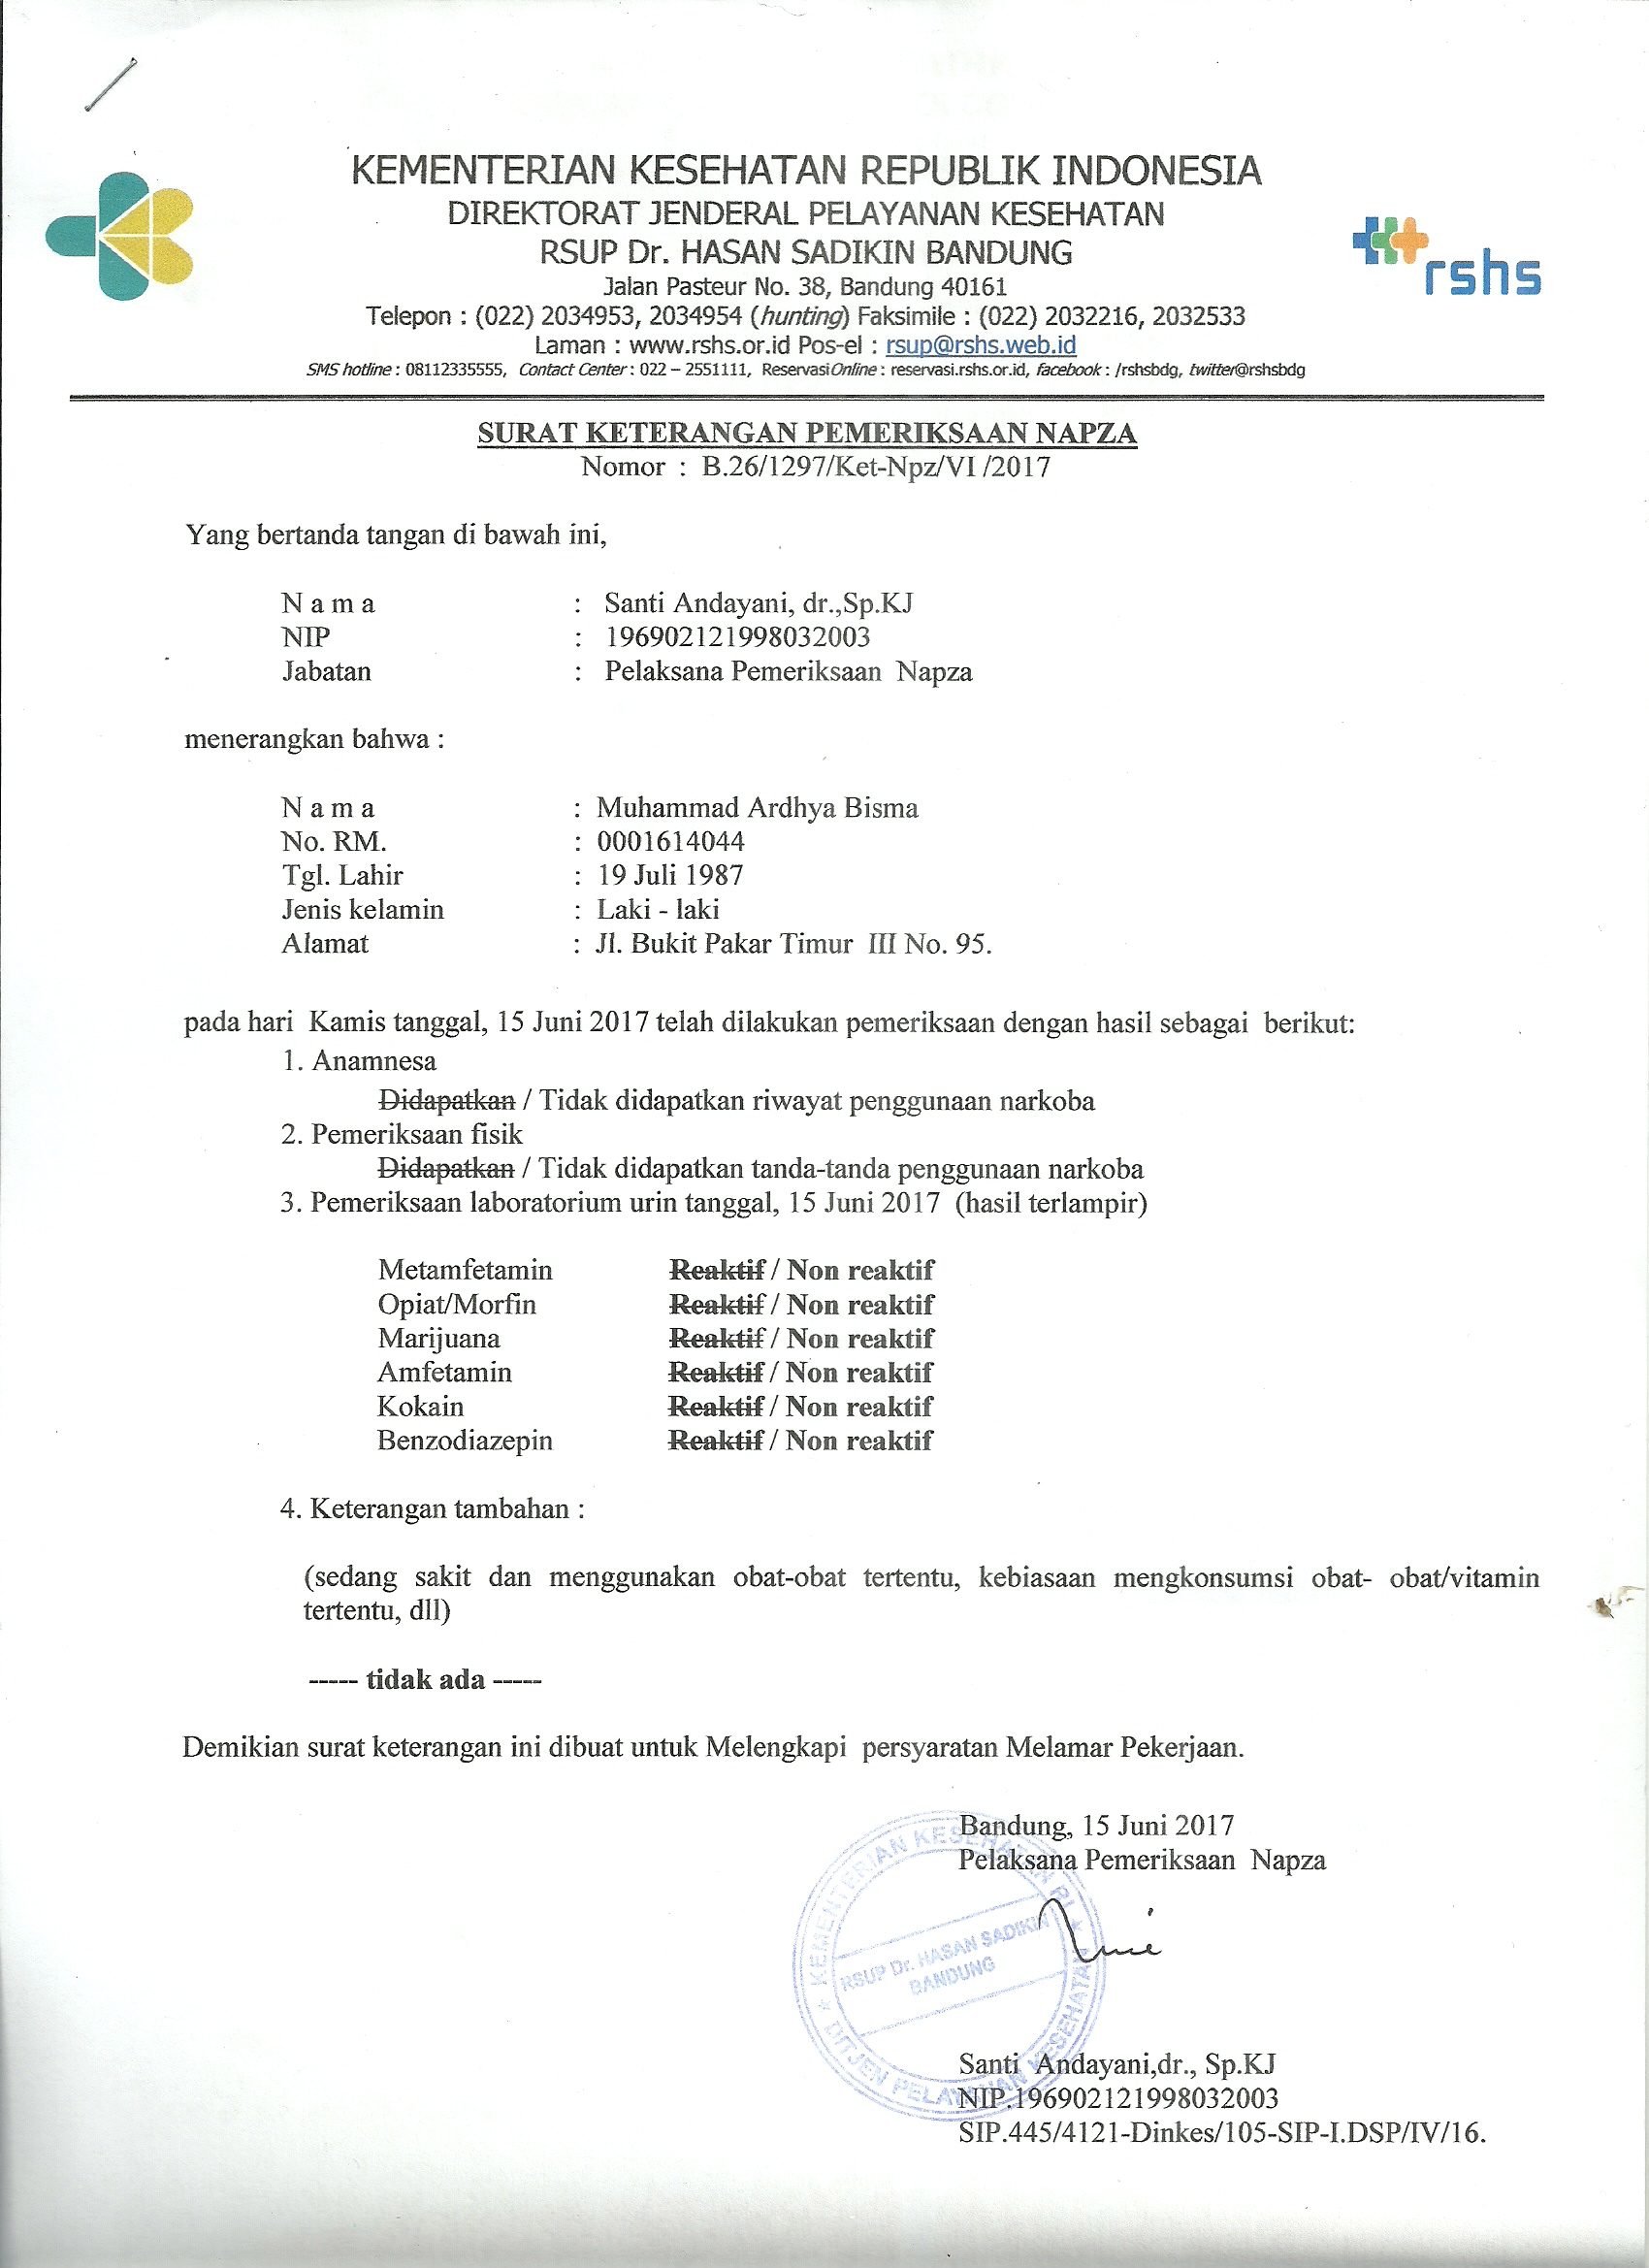 KEMENTERIAN KESEHATAN REPUBLIK INDONESIA
DIREKTORAT JENDERAL PELAYANAN KESEHATAN
RSUP Dr. HASAN SADIKIN BANDUNG
Jalan Pasteur No. 38, Bandung 40161
Telepon : (022) 2034953, 2034954 (hunting) Faksimile : (022) 2032216, 2032533
Laman : www.rshs.or.id Pos-el : rsup@rshs.web.id
SMS hotline : 08112335555, Contact Center : 022 – 2551111, Reservasi Online : reservasi.rshs.or.id, facebook : /rshsbdg, twitter@rshsbdg
rshs
SURAT KETERANGAN PEMERIKSAAN NAPZA
Nomor : B.26/1297/Ket-Npz/VI /2017
Yang bertanda tangan di bawah ini,
N a m a : Santi Andayani, dr.,Sp.KJ
NIP : 196902121998032003
Jabatan : Pelaksana Pemeriksaan Napza
menerangkan bahwa :
N a m a : Muhammad Ardhya Bisma
No. RM. : 0001614044
Tgl. Lahir : 19 Juli 1987
Jenis kelamin : Laki - laki
Alamat : Jl. Bukit Pakar Timur III No. 95.
pada hari Kamis tanggal, 15 Juni 2017 telah dilakukan pemeriksaan dengan hasil sebagai berikut:
1. Anamnesa
Didapatkan / Tidak didapatkan riwayat penggunaan narkoba
2. Pemeriksaan fisik
Didapatkan / Tidak didapatkan tanda-tanda penggunaan narkoba
3. Pemeriksaan laboratorium urin tanggal, 15 Juni 2017 (hasil terlampir)
Metamfetamin Reaktif / Non reaktif
Opiat/Morfin Reaktif / Non reaktif
Marijuana Reaktif / Non reaktif
Amfetamin Reaktif / Non reaktif
Kokain Reaktif / Non reaktif
Benzodiazepin Reaktif / Non reaktif
4. Keterangan tambahan :
(sedang sakit dan menggunakan obat-obat tertentu, kebiasaan mengkonsumsi obat- obat/vitamin
tertentu, dll)
----- tidak ada -----
Demikian surat keterangan ini dibuat untuk Melengkapi persyaratan Melamar Pekerjaan.
Bandung, 15 Juni 2017
Pelaksana Pemeriksaan Napza
KEMENTERIAN KESEHATAN RI
RSUP Dr. HASAN SADIKIN
BANDUNG
DITJEN PELAYANAN KESEHATAN
Santi Andayani,dr., Sp.KJ
NIP.196902121998032003
SIP.445/4121-Dinkes/105-SIP-I.DSP/IV/16.